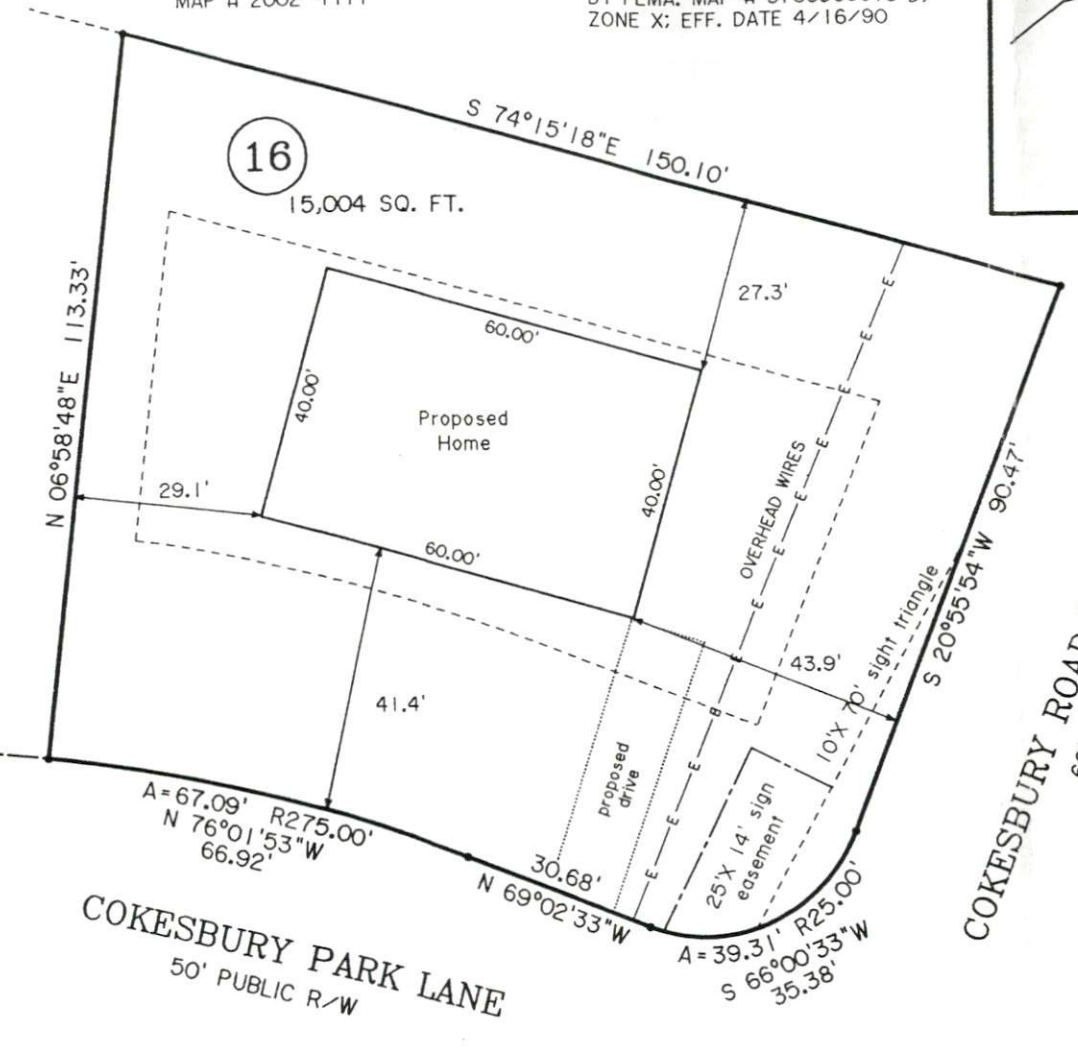 ZONE X; EFF. DATE 4/16/90
S 74°15'18"E 150.10'
16
15,004 SQ. FT.
27.3'
N 06°58'48"E 113.33'
60.00'
40.00'
Proposed
Home
40.00'
29.1'
60.00'
OVERHEAD WIRES
E
E
E
E
E
E
E
E
E
E
E
S 20°55'54"W 90.47'
43.9'
10'X 70' sight triangle
41.4'
proposed
drive
25'X 14' sign
easement
A=67.09' R275.00'
N 76°01'53"W
66.92'
30.68'
N 69°02'33"W
A=39.31' R25.00'
S 66°00'33"W
35.38'
COKESBURY PARK LANE
50' PUBLIC R/W
COKESBURY ROAD